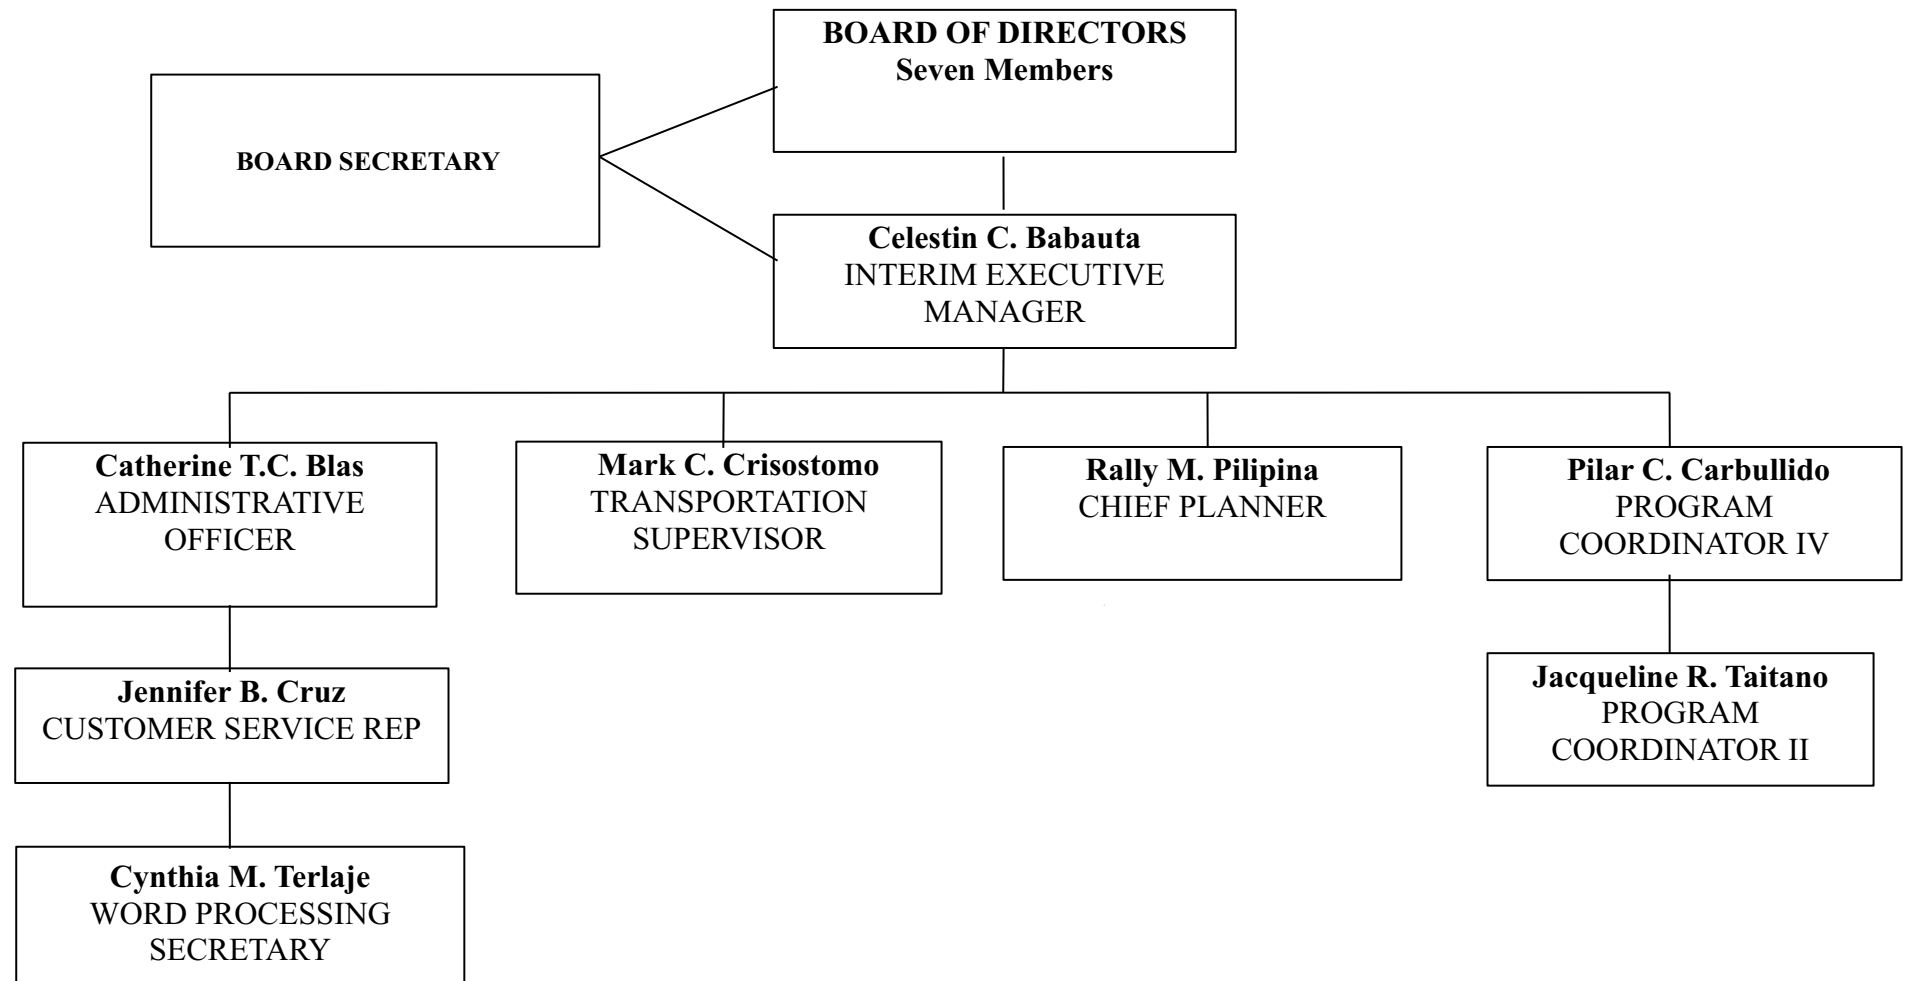 BOARD OF DIRECTORS
Seven Members
BOARD SECRETARY
Celestin C. Babauta
INTERIM EXECUTIVE
MANAGER
Catherine T.C. Blas
ADMINISTRATIVE
OFFICER
Mark C. Crisostomo
TRANSPORTATION
SUPERVISOR
Rally M. Pilipina
CHIEF PLANNER
Pilar C. Carbullido
PROGRAM
COORDINATOR IV
Jennifer B. Cruz
CUSTOMER SERVICE REP
Jacqueline R. Taitano
PROGRAM
COORDINATOR II
Cynthia M. Terlaje
WORD PROCESSING
SECRETARY